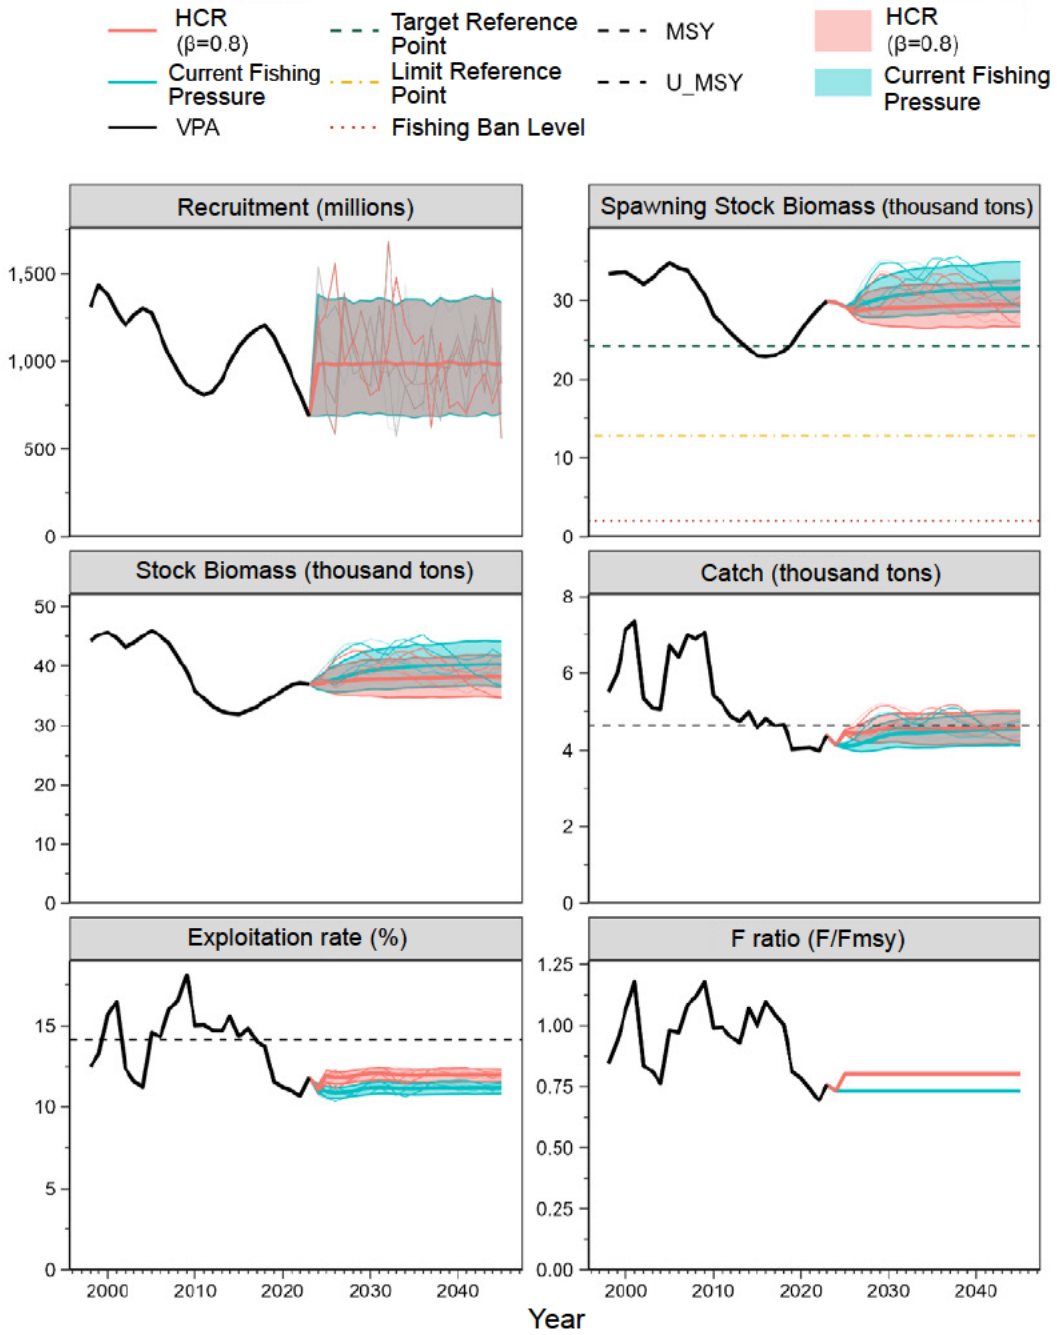 HCR
(β=0.8)
Target Reference
Point
MSY
HCR
(β=0.8)
Current Fishing
Pressure
Limit Reference
Point
U_MSY
Current Fishing
Pressure
VPA
Fishing Ban Level
Recruitment (millions)
1,500
1,000
500
0
Spawning Stock Biomass (thousand tons)
30
20
10
0
Stock Biomass (thousand tons)
50
40
30
20
10
0
Catch (thousand tons)
8
6
4
2
0
Exploitation rate (%)
15
10
5
0
2000 2010 2020 2030 2040
F ratio (F/Fmsy)
1.25
1.00
0.75
0.50
0.25
0.00
2000 2010 2020 2030 2040
Year